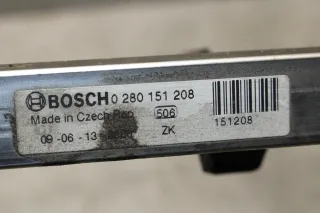 BOSCH 0 280 151 208
Made in Czech Rep 506
09-06-13 ZK 151208